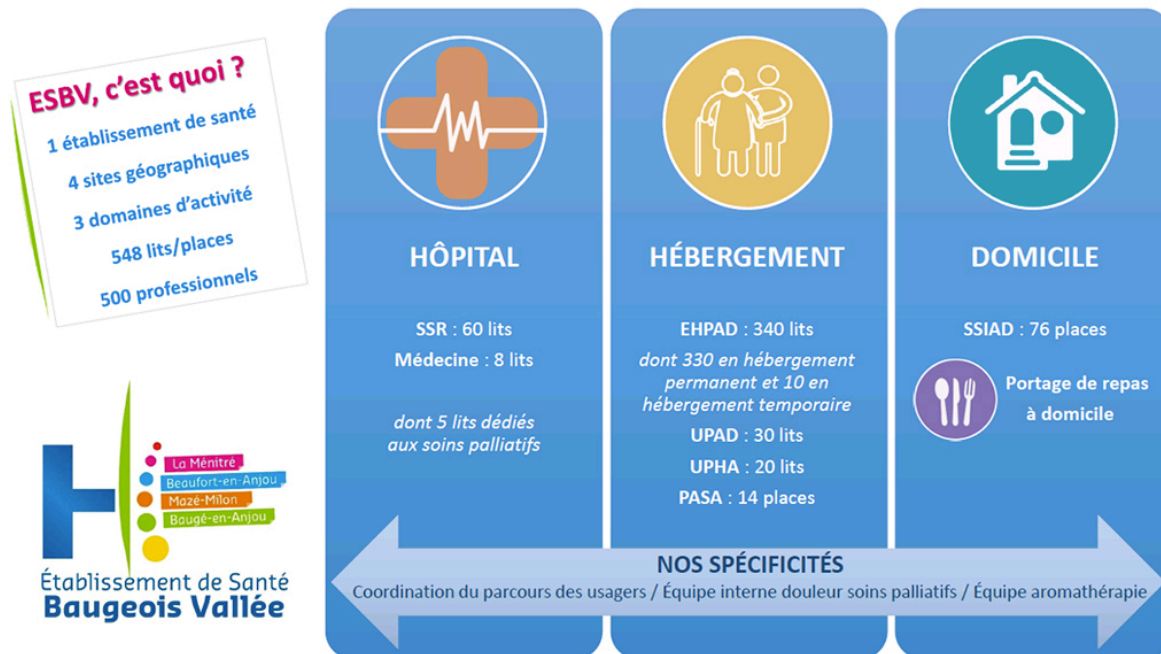 ESBV, c'est quoi ?
1 établissement de santé
4 sites géographiques
3 domaines d'activité
548 lits/places
500 professionnels
La Ménitré
Beaufort-en-Anjou
Mazé-Milon
Baugé-en-Anjou
Établissement de Santé
Baugeois Vallée
HÔPITAL
SSR : 60 lits
Médecine : 8 lits
dont 5 lits dédiés
aux soins palliatifs
HÉBERGEMENT
EHPAD : 340 lits
dont 330 en hébergement
permanent et 10 en
hébergement temporaire
UPAD : 30 lits
UPHA : 20 lits
PASA : 14 places
DOMICILE
SSIAD : 76 places
Portage de repas
à domicile
NOS SPÉCIFICITÉS
Coordination du parcours des usagers / Équipe interne douleur soins palliatifs / Équipe aromathérapie